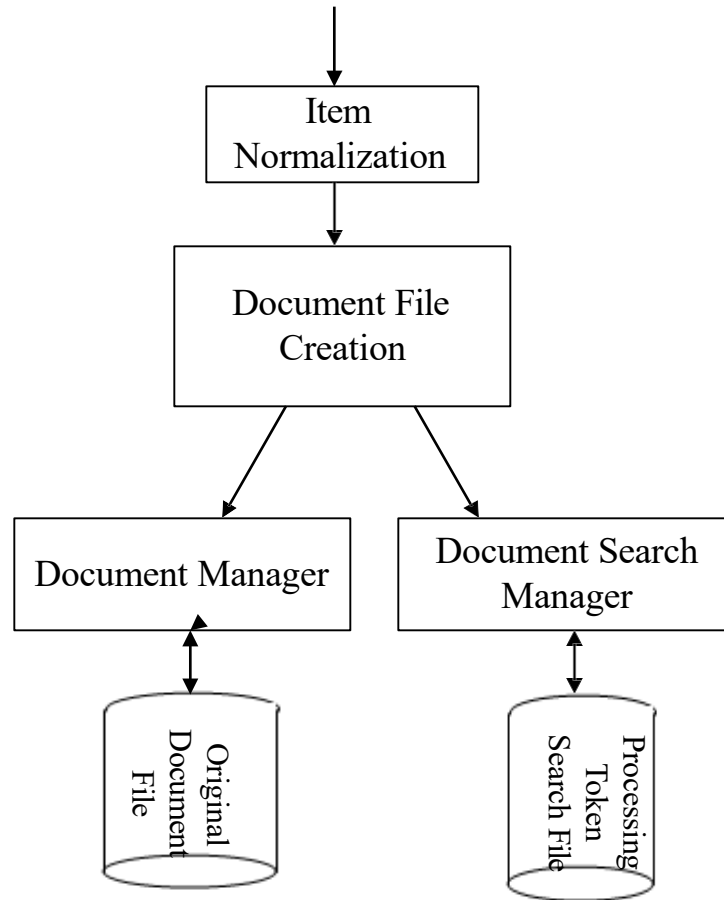 Item
Normalization
Document File
Creation
Document Manager
Document Search
Manager
Original
Document
File
Processing
Token
Search File